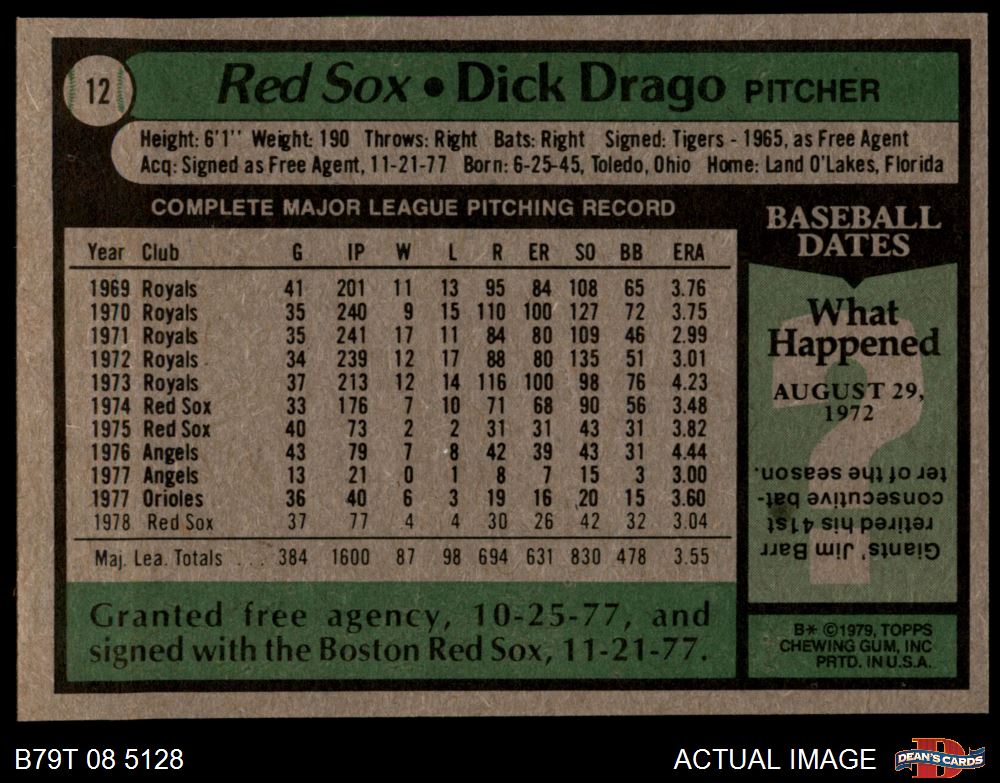 12
Red Sox • Dick Drago PITCHER
Height: 6'1'' Weight: 190 Throws: Right Bats: Right Signed: Tigers - 1965, as Free Agent
Acq: Signed as Free Agent, 11-21-77 Born: 6-25-45, Toledo, Ohio Home: Land O'Lakes, Florida
COMPLETE MAJOR LEAGUE PITCHING RECORD
Year Club G IP W L R ER SO BB ERA
1969 Royals 41 201 11 13 95 84 108 65 3.76
1970 Royals 35 240 9 15 110 100 127 72 3.75
1971 Royals 35 241 17 11 84 80 109 46 2.99
1972 Royals 34 239 12 17 88 80 135 51 3.01
1973 Royals 37 213 12 14 116 100 98 76 4.23
1974 Red Sox 33 176 7 10 71 68 90 56 3.48
1975 Red Sox 40 73 2 2 31 31 43 31 3.82
1976 Angels 43 79 7 8 42 39 43 31 4.44
1977 Angels 13 21 0 1 8 7 15 3 3.00
1977 Orioles 36 40 6 3 19 16 20 15 3.60
1978 Red Sox 37 77 4 4 30 26 42 32 3.04
Maj. Lea. Totals . . . 384 1600 87 98 694 631 830 478 3.55
Granted free agency, 10-25-77, and
signed with the Boston Red Sox, 11-21-77.
BASEBALL
DATES
What
Happened
AUGUST 29,
1972
?
Giants' Jim Barr
retired his 41st
consecutive bat-
ter of the season.
B* ©1979, TOPPS
CHEWING GUM, INC
PRTD. IN U.S.A.
B79T 08 5128
ACTUAL IMAGE
D
DEAN'S CARDS